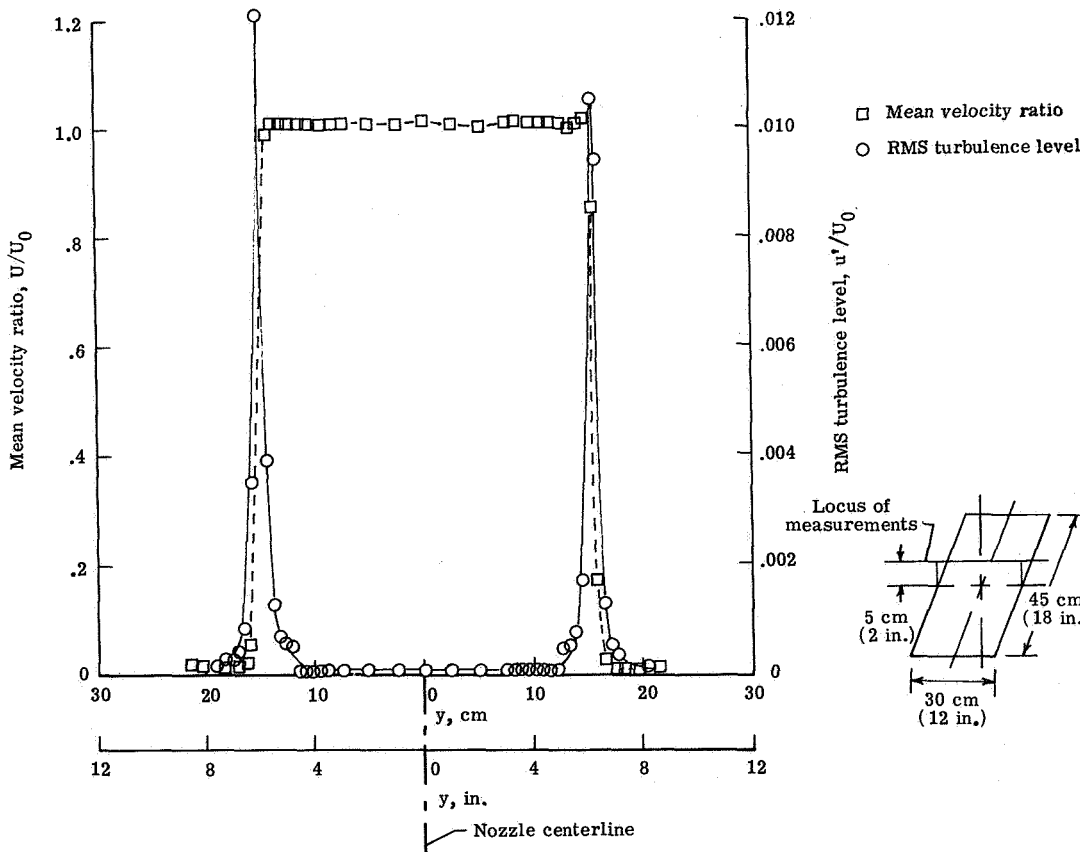 1.2
1.0
.8
.6
.4
.2
0
Mean velocity ratio, U/U0
.012
.010
.008
.006
.004
.002
0
RMS turbulence level, u'/U0
□ Mean velocity ratio
○ RMS turbulence level
30 20 10 0 10 20 30
y, cm
12 8 4 0 4 8 12
y, in.
Nozzle centerline
Locus of
measurements
5 cm
(2 in.)
45 cm
(18 in.)
30 cm
(12 in.)